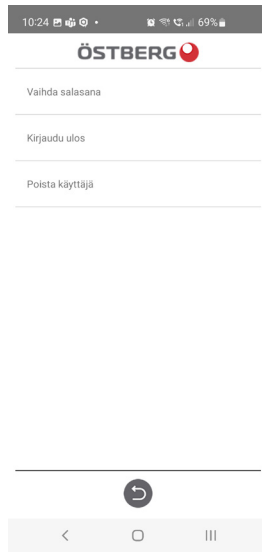 10:24
69%
ÖSTBERG
Vaihda salasana
Kirjaudu ulos
Poista käyttäjä